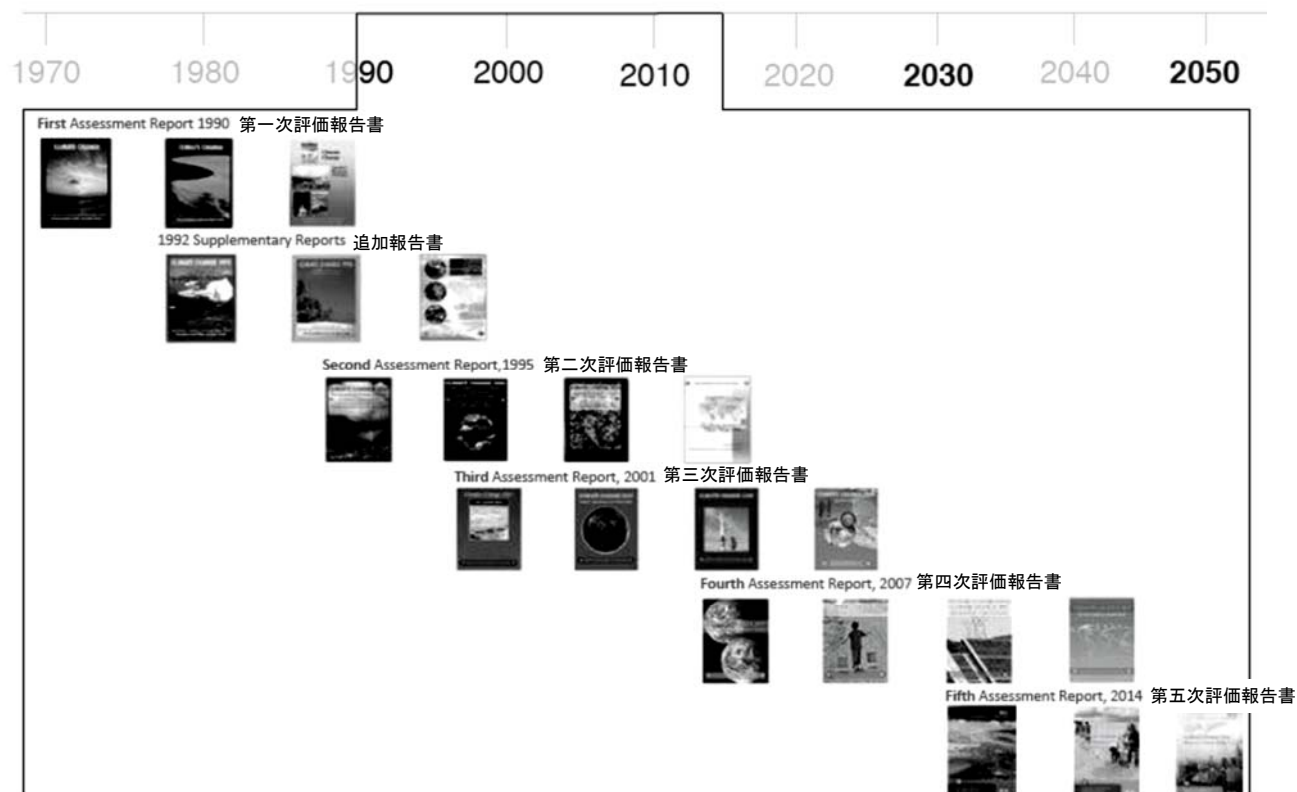 1970 1980 1990 2000 2010 2020 2030 2040 2050
First Assessment Report 1990 第一次評価報告書
1992 Supplementary Reports 追加報告書
Second Assessment Report,1995 第二次評価報告書
Third Assessment Report, 2001 第三次評価報告書
Fourth Assessment Report, 2007 第四次評価報告書
Fifth Assessment Report, 2014 第五次評価報告書